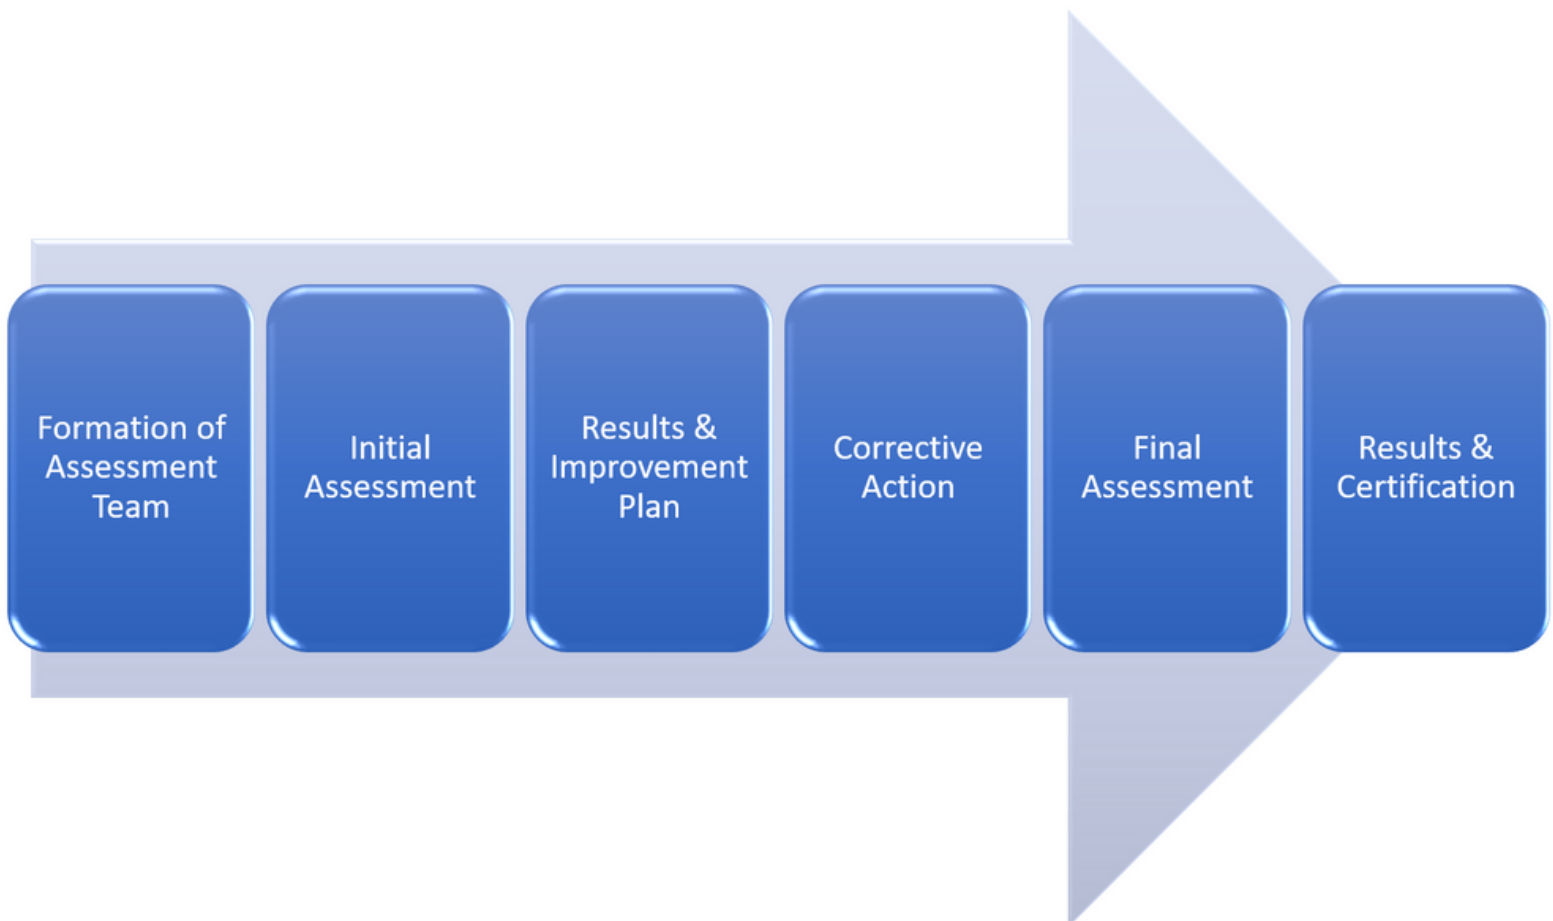 Formation of
Assessment
Team
Initial
Assessment
Results &
Improvement
Plan
Corrective
Action
Final
Assessment
Results &
Certification